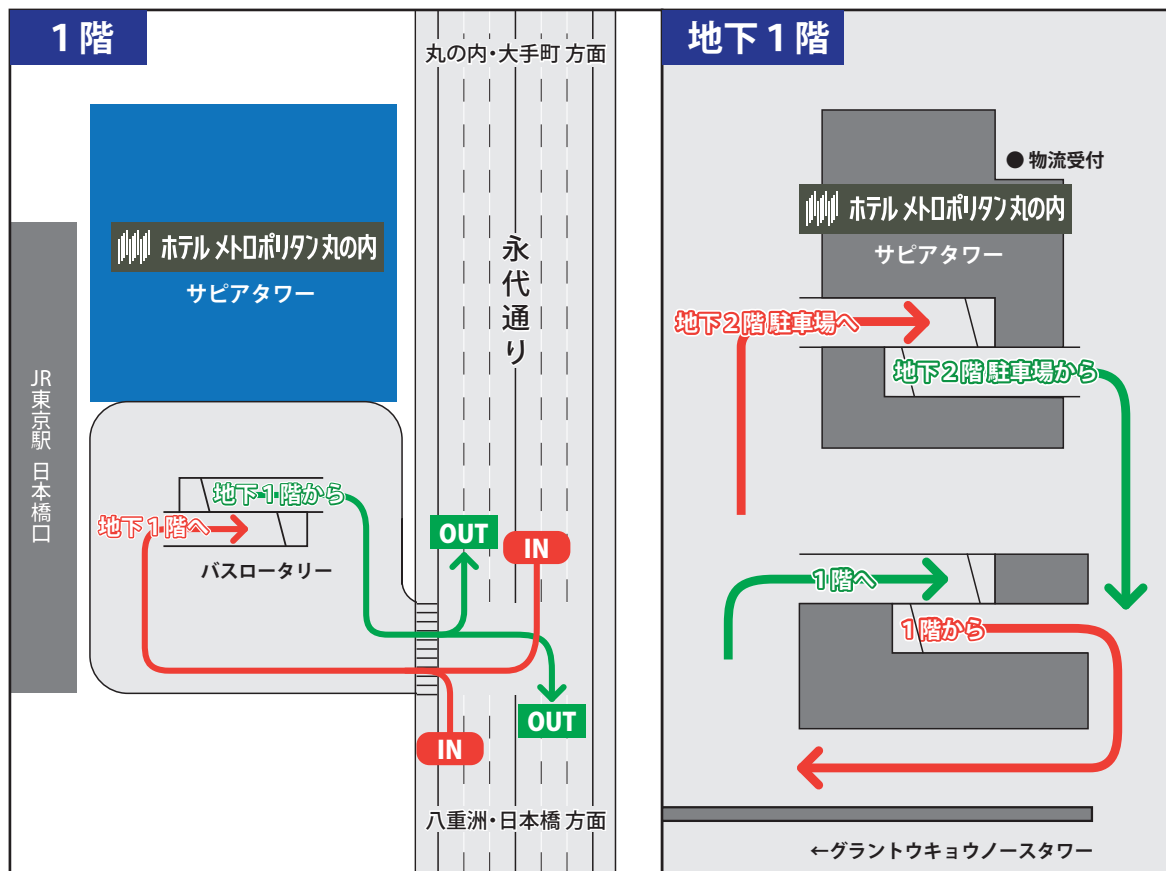 1階
丸の内・大手町 方面
ホテル メトロポリタン 丸の内
サピアタワー
永代通り
JR東京駅 日本橋口
地下1階から
地下1階へ
バスロータリー
OUT
IN
OUT
IN
八重洲・日本橋 方面
地下1階
● 物流受付
ホテル メトロポリタン 丸の内
サピアタワー
地下2階 駐車場へ
地下2階 駐車場から
1階へ
1階から
←グラントウキョウノースタワー